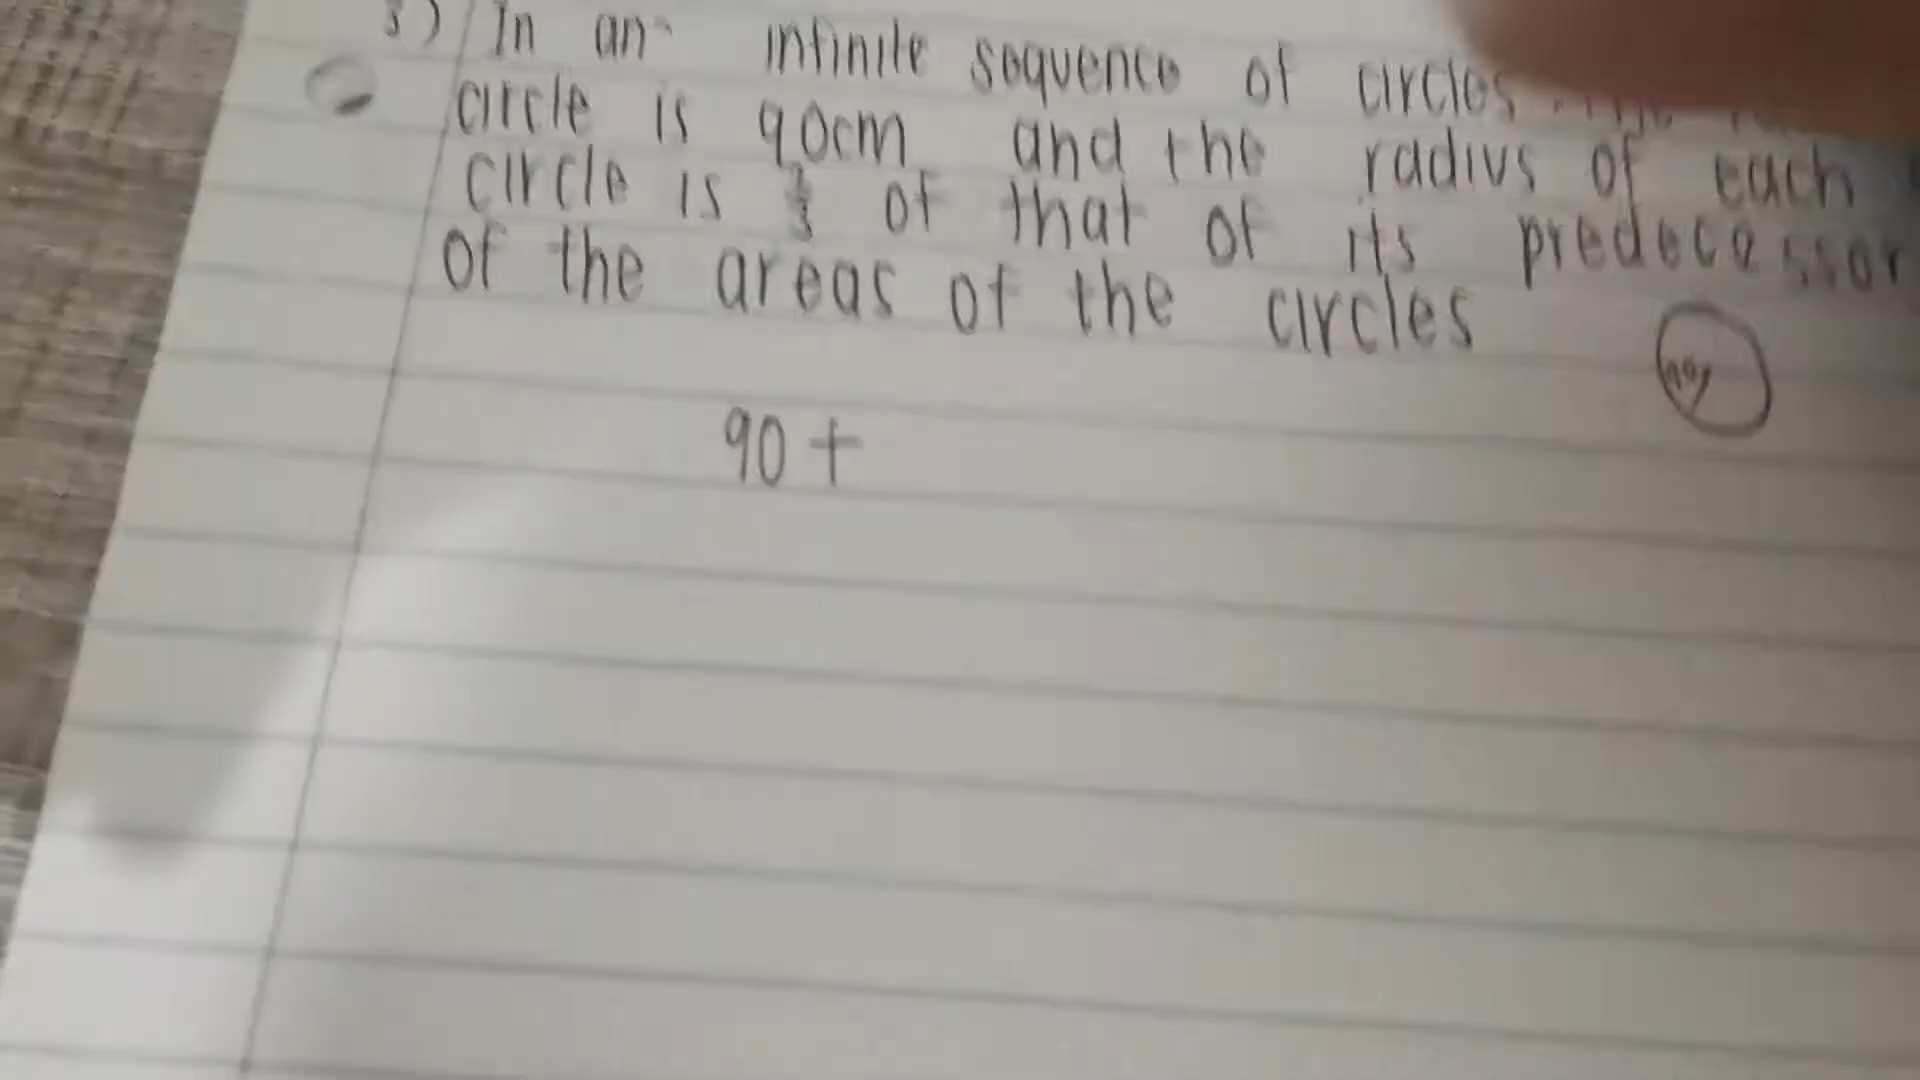 3) In an infinite sequence of circles. The
circle is 90cm and the radius of each
circle is of that of its predecessor
of the areas of the circles
90 +